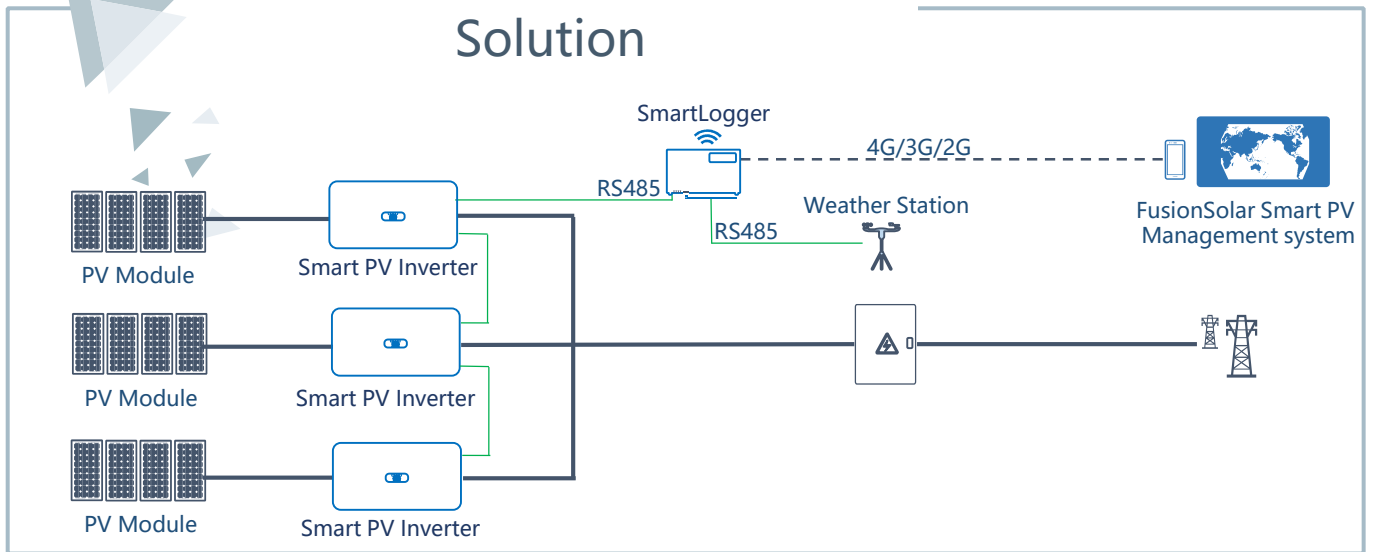 Solution
SmartLogger
4G/3G/2G
RS485
Weather Station
RS485
FusionSolar Smart PV
Management system
PV Module
Smart PV Inverter
PV Module
Smart PV Inverter
PV Module
Smart PV Inverter